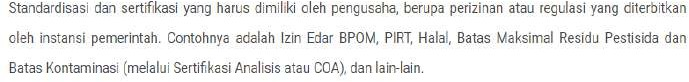 Standardisasi dan sertifikasi yang harus dimiliki oleh pengusaha, berupa perizinan atau regulasi yang diterbitkan
oleh instansi pemerintah. Contohnya adalah Izin Edar BPOM, PIRT, Halal, Batas Maksimal Residu Pestisida dan
Batas Kontaminasi (melalui Sertifikasi Analisis atau COA), dan lain-lain.